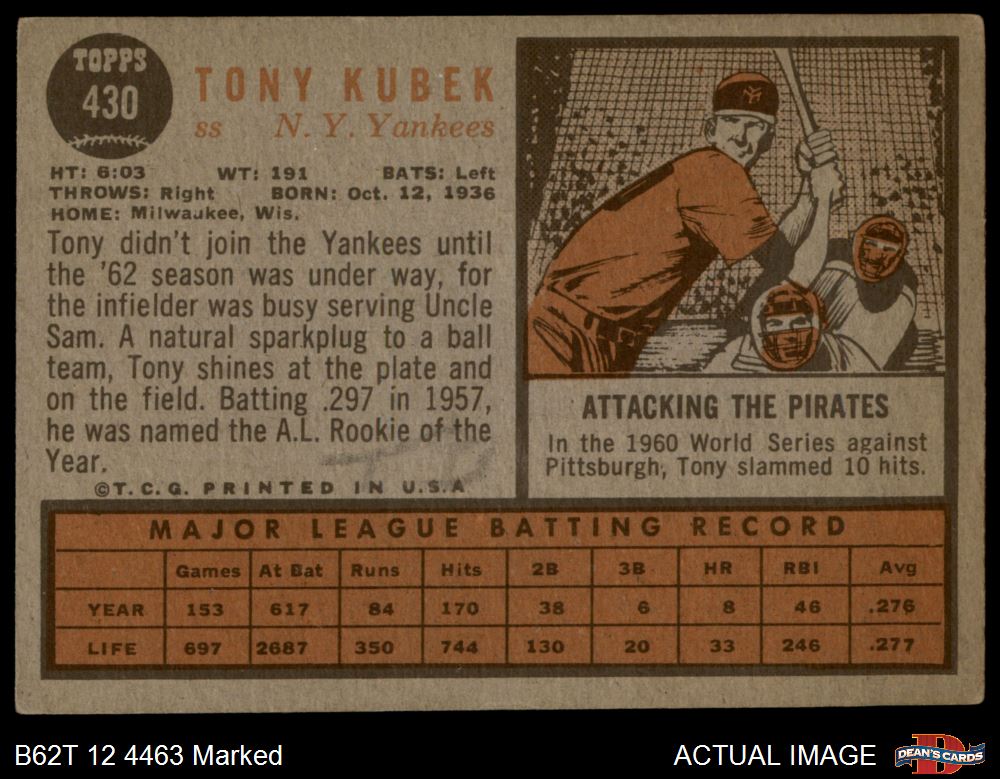 TOPPS
430
TONY KUBEK
ss N. Y. Yankees
HT: 6:03 WT: 191 BATS: Left
THROWS: Right BORN: Oct. 12, 1936
HOME: Milwaukee, Wis.
Tony didn't join the Yankees until
the '62 season was under way, for
the infielder was busy serving Uncle
Sam. A natural sparkplug to a ball
team, Tony shines at the plate and
on the field. Batting .297 in 1957,
he was named the A.L. Rookie of the
Year.
©T. C. G. PRINTED IN U.S.A
ATTACKING THE PIRATES
In the 1960 World Series against
Pittsburgh, Tony slammed 10 hits.
MAJOR LEAGUE BATTING RECORD
Games At Bat Runs Hits 2B 3B HR RBI Avg
YEAR 153 617 84 170 38 6 8 46 .276
LIFE 697 2687 350 744 130 20 33 246 .277
B62T 12 4463 Marked
ACTUAL IMAGE
DEAN'S CARDS